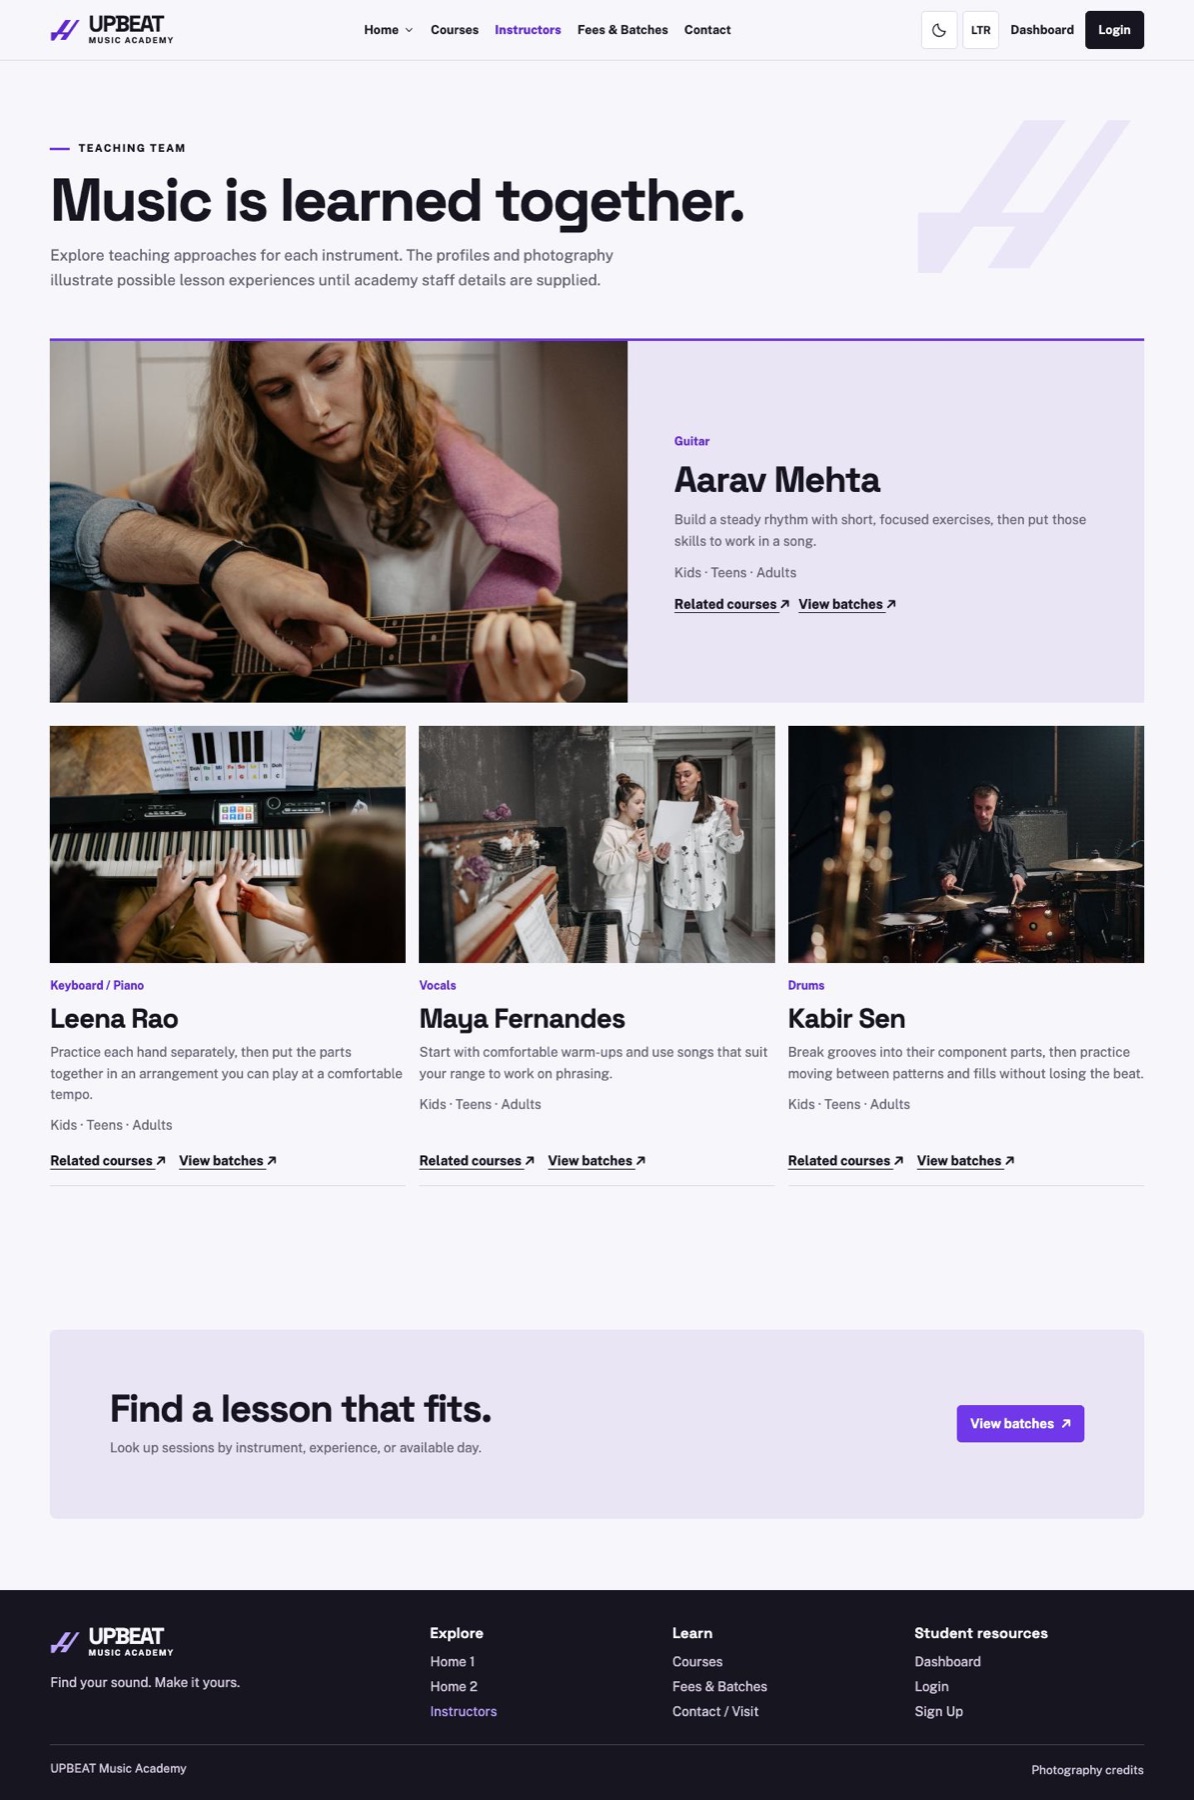 UPBEAT
MUSIC ACADEMY
Home Courses Instructors Fees & Batches Contact
LTR Dashboard Login
TEACHING TEAM
Music is learned together.
Explore teaching approaches for each instrument. The profiles and photography
illustrate possible lesson experiences until academy staff details are supplied.
Guitar
Aarav Mehta
Build a steady rhythm with short, focused exercises, then put those
skills to work in a song.
Kids · Teens · Adults
Related courses ↗ View batches ↗
Keyboard / Piano
Leena Rao
Practice each hand separately, then put the parts
together in an arrangement you can play at a comfortable
tempo.
Kids · Teens · Adults
Related courses ↗ View batches ↗
Vocals
Maya Fernandes
Start with comfortable warm-ups and use songs that suit
your range to work on phrasing.
Kids · Teens · Adults
Related courses ↗ View batches ↗
Drums
Kabir Sen
Break grooves into their component parts, then practice
moving between patterns and fills without losing the beat.
Kids · Teens · Adults
Related courses ↗ View batches ↗
Find a lesson that fits.
Look up sessions by instrument, experience, or available day.
View batches ↗
UPBEAT
MUSIC ACADEMY
Find your sound. Make it yours.
Explore
Home 1
Home 2
Instructors
Learn
Courses
Fees & Batches
Contact / Visit
Student resources
Dashboard
Login
Sign Up
UPBEAT Music Academy
Photography credits